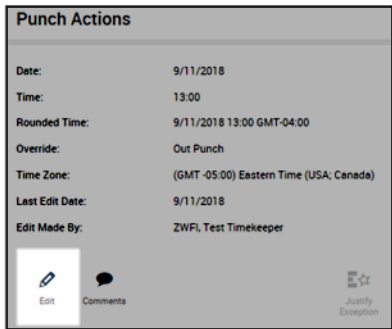 Punch Actions
Date: 9/11/2018
Time: 13:00
Rounded Time: 9/11/2018 13:00 GMT-04:00
Override: Out Punch
Time Zone: (GMT -05:00) Eastern Time (USA; Canada)
Last Edit Date: 9/11/2018
Edit Made By: ZWFI, Test Timekeeper
Edit Comments Justify
Exception